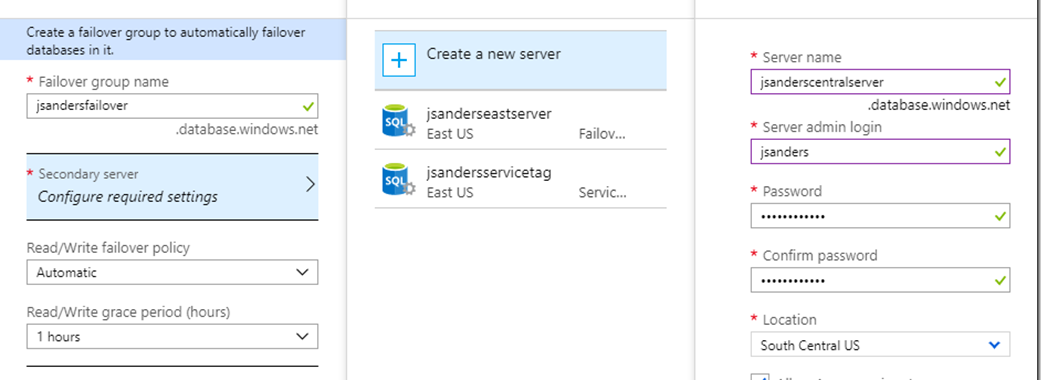 Create a failover group to automatically failover
databases in it.
* Failover group name
jsandersfailover
.database.windows.net
* Secondary server
Configure required settings
Read/Write failover policy
Automatic
Read/Write grace period (hours)
1 hours
Create a new server
SQL
jsanderseastserver
East US
Failov...
SQL
jsandersservicetag
East US
Servic...
* Server name
jsanderscentralserver
.database.windows.net
* Server admin login
jsanders
* Password
••••••••••••
* Confirm password
••••••••••••
* Location
South Central US